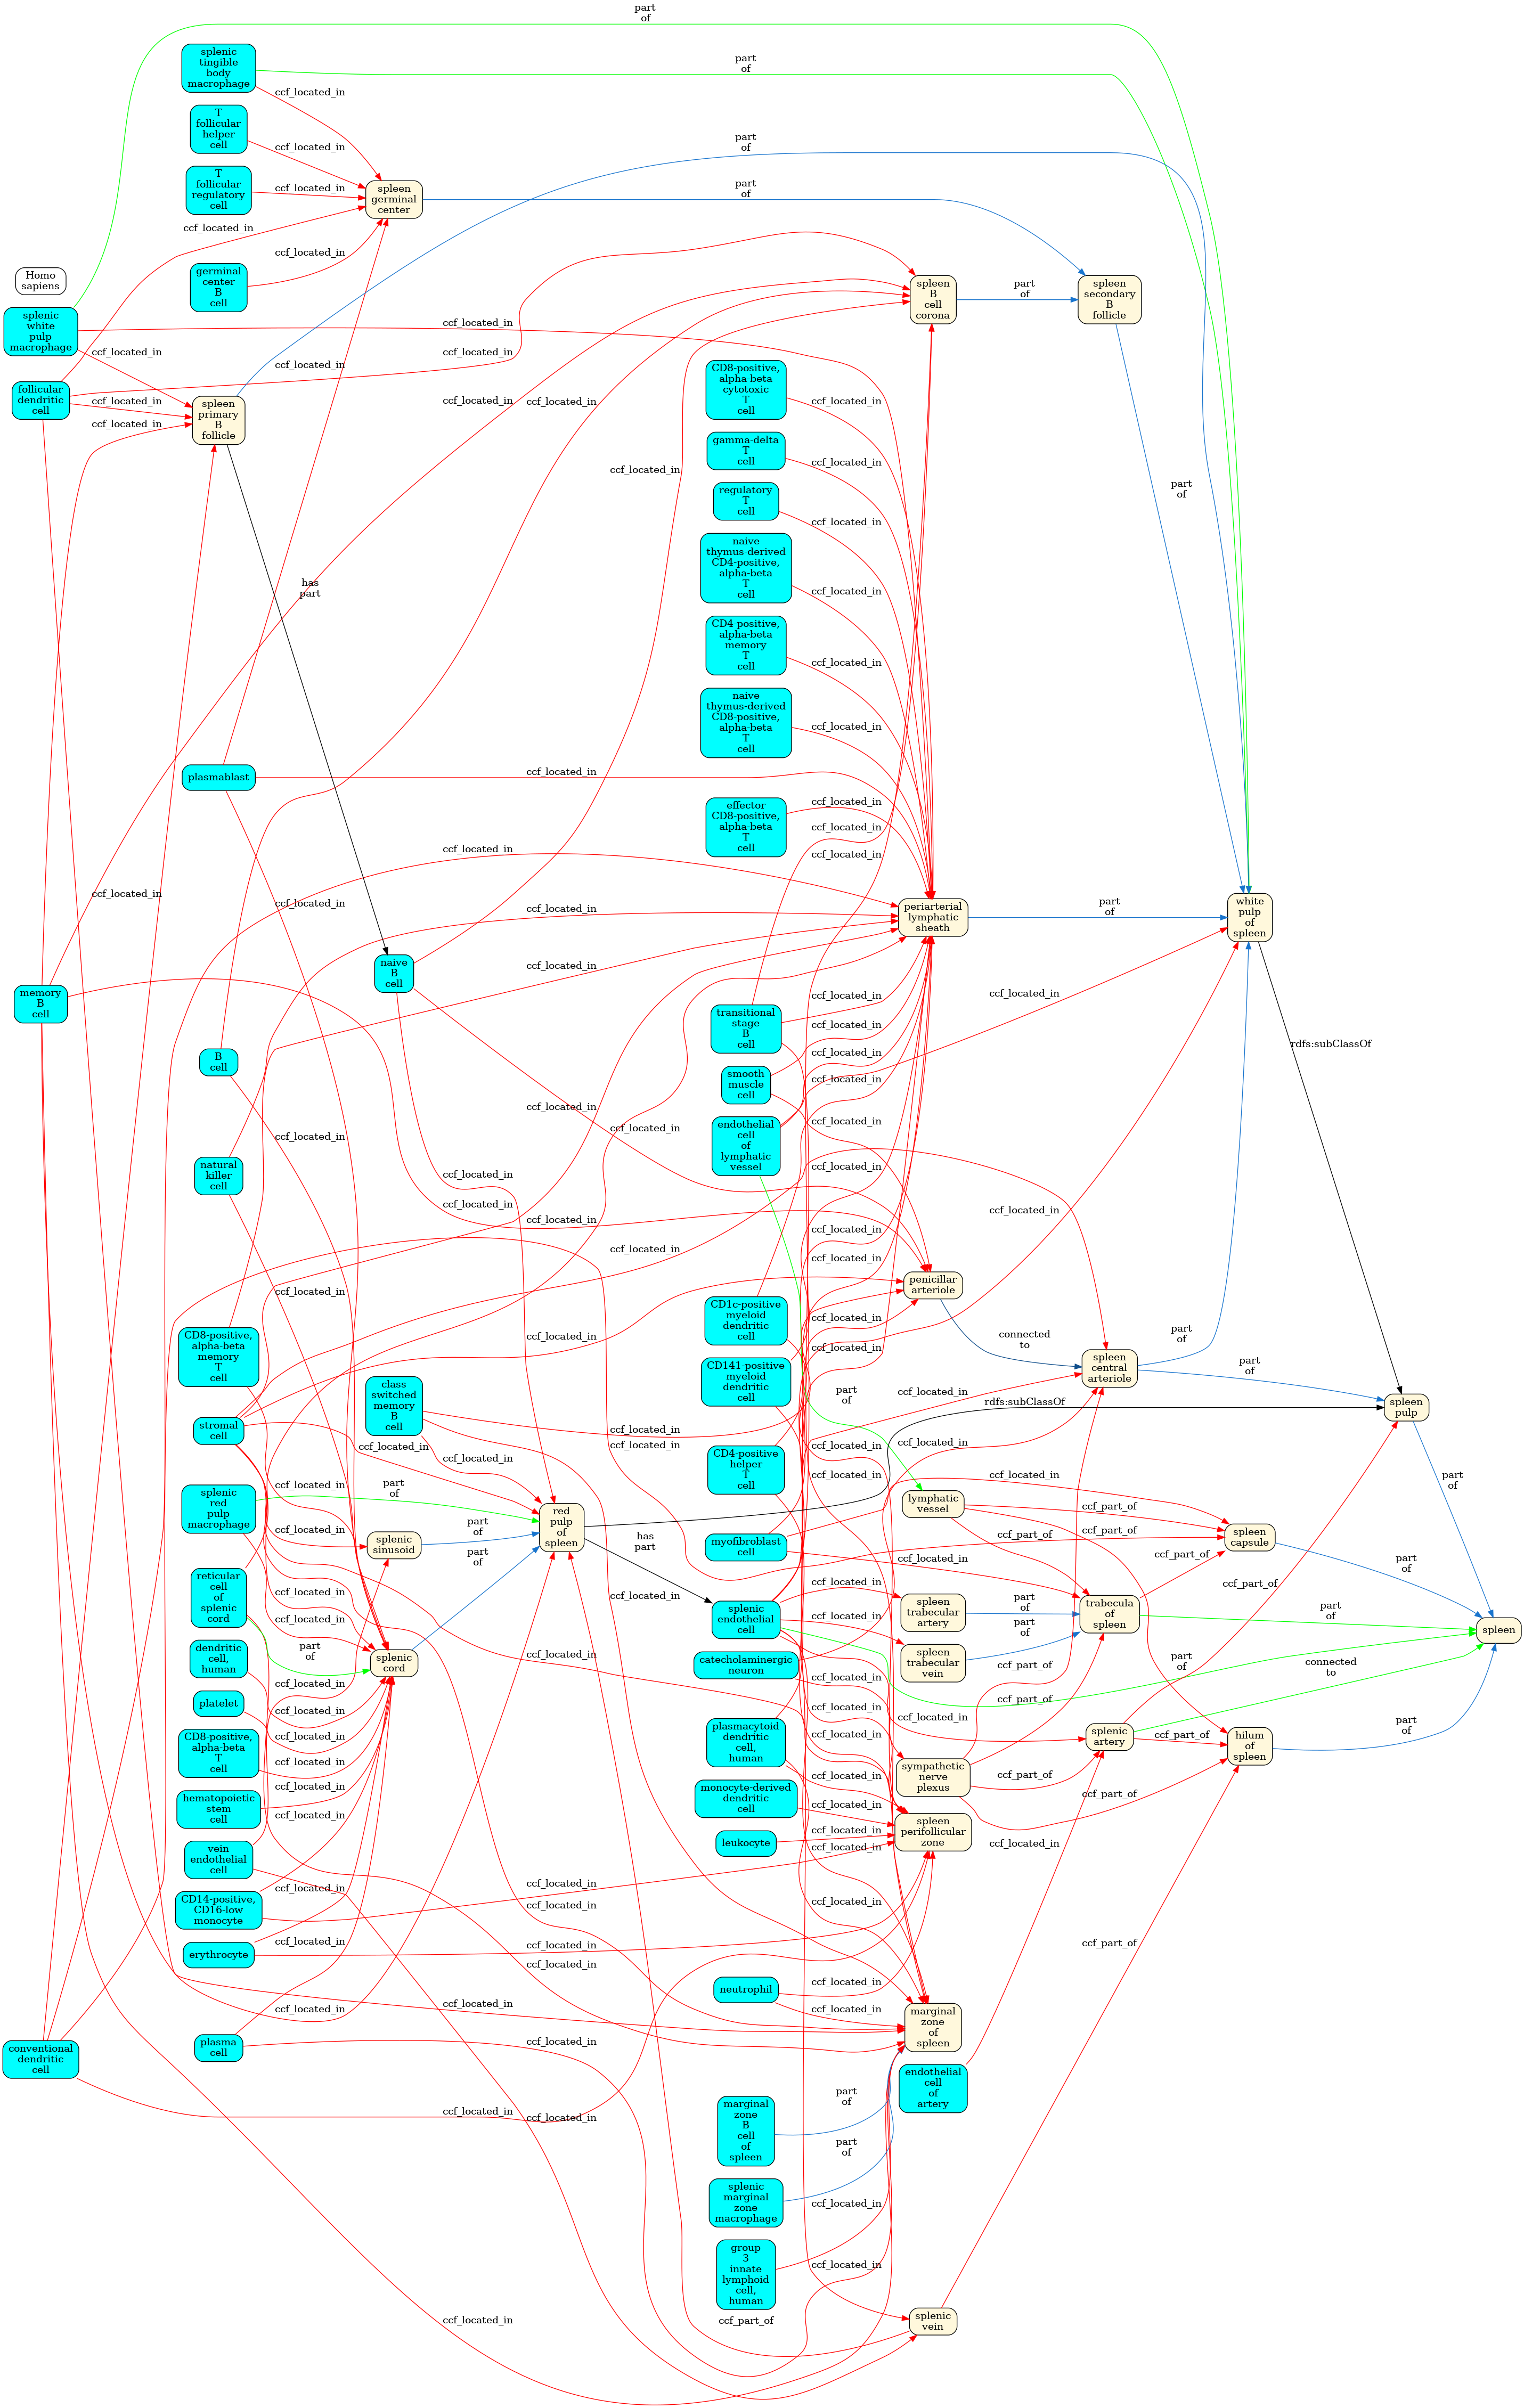 part
of
splenic
tingible
body
macrophage
part
of
ccf_located_in
T
follicular
helper
cell
ccf_located_in
part
of
T
follicular
regulatory
cell
ccf_located_in
spleen
germinal
center
part
of
ccf_located_in
germinal
center
B
cell
ccf_located_in
Homo
sapiens
spleen
B
cell
corona
part
of
spleen
secondary
B
follicle
splenic
white
pulp
macrophage
ccf_located_in
ccf_located_in
ccf_located_in
ccf_located_in
follicular
dendritic
cell
ccf_located_in
ccf_located_in
spleen
primary
B
follicle
ccf_located_in
ccf_located_in
CD8-positive,
alpha-beta
cytotoxic
T
cell
ccf_located_in
gamma-delta
T
cell
ccf_located_in
ccf_located_in
part
of
regulatory
T
cell
ccf_located_in
naive
thymus-derived
CD4-positive,
alpha-beta
T
cell
ccf_located_in
has
part
CD4-positive,
alpha-beta
memory
T
cell
ccf_located_in
naive
thymus-derived
CD8-positive,
alpha-beta
T
cell
ccf_located_in
plasmablast
ccf_located_in
effector
CD8-positive,
alpha-beta
T
cell
ccf_located_in
ccf_located_in
ccf_located_in
ccf_located_in
ccf_located_in
ccf_located_in
ccf_located_in
periarterial
lymphatic
sheath
part
of
white
pulp
of
spleen
naive
B
cell
ccf_located_in
memory
B
cell
transitional
stage
B
cell
ccf_located_in
ccf_located_in
ccf_located_in
B
cell
smooth
muscle
cell
ccf_located_in
ccf_located_in
rdfs:subClassOf
ccf_located_in
ccf_located_in
ccf_located_in
ccf_located_in
ccf_located_in
endothelial
cell
of
lymphatic
vessel
natural
killer
cell
ccf_located_in
ccf_located_in
ccf_located_in
ccf_located_in
ccf_located_in
ccf_located_in
ccf_located_in
ccf_located_in
ccf_located_in
penicillar
arteriole
CD1c-positive
myeloid
dendritic
cell
ccf_located_in
ccf_located_in
connected
to
part
of
CD8-positive,
alpha-beta
memory
T
cell
CD141-positive
myeloid
dendritic
cell
ccf_located_in
spleen
central
arteriole
part
of
class
switched
memory
B
cell
part
of
ccf_located_in
rdfs:subClassOf
spleen
pulp
stromal
cell
ccf_located_in
ccf_located_in
ccf_located_in
ccf_located_in
ccf_located_in
ccf_located_in
CD4-positive
helper
T
cell
ccf_located_in
ccf_located_in
ccf_located_in
part
of
part
of
splenic
red
pulp
macrophage
red
pulp
of
spleen
lymphatic
vessel
ccf_part_of
ccf_part_of
ccf_part_of
spleen
capsule
ccf_located_in
splenic
sinusoid
part
of
part
of
has
part
myofibroblast
cell
ccf_located_in
ccf_part_of
part
of
reticular
cell
of
splenic
cord
ccf_located_in
ccf_located_in
ccf_located_in
ccf_located_in
spleen
trabecular
artery
part
of
trabecula
of
spleen
ccf_part_of
part
of
splenic
endothelial
cell
ccf_located_in
ccf_located_in
part
of
spleen
dendritic
cell,
human
part
of
splenic
cord
ccf_located_in
catecholaminergic
neuron
spleen
trabecular
vein
ccf_part_of
part
of
connected
to
ccf_located_in
ccf_located_in
ccf_part_of
platelet
ccf_located_in
ccf_located_in
ccf_located_in
CD8-positive,
alpha-beta
T
cell
ccf_located_in
plasmacytoid
dendritic
cell,
human
ccf_located_in
splenic
artery
ccf_part_of
hilum
of
spleen
part
of
ccf_located_in
ccf_located_in
sympathetic
nerve
plexus
ccf_part_of
ccf_part_of
hematopoietic
stem
cell
ccf_located_in
monocyte-derived
dendritic
cell
ccf_located_in
ccf_located_in
leukocyte
ccf_located_in
ccf_located_in
spleen
perifollicular
zone
ccf_located_in
vein
endothelial
cell
ccf_located_in
ccf_located_in
CD14-positive,
CD16-low
monocyte
ccf_located_in
ccf_located_in
ccf_located_in
erythrocyte
ccf_located_in
ccf_located_in
neutrophil
ccf_located_in
ccf_located_in
ccf_located_in
ccf_located_in
marginal
zone
of
spleen
conventional
dendritic
cell
plasma
cell
ccf_located_in
endothelial
cell
of
artery
ccf_located_in
ccf_located_in
marginal
zone
B
cell
of
spleen
part
of
part
of
splenic
marginal
zone
macrophage
ccf_located_in
group
3
innate
lymphoid
cell,
human
ccf_located_in
ccf_located_in
ccf_part_of
splenic
vein
ccf_part_of